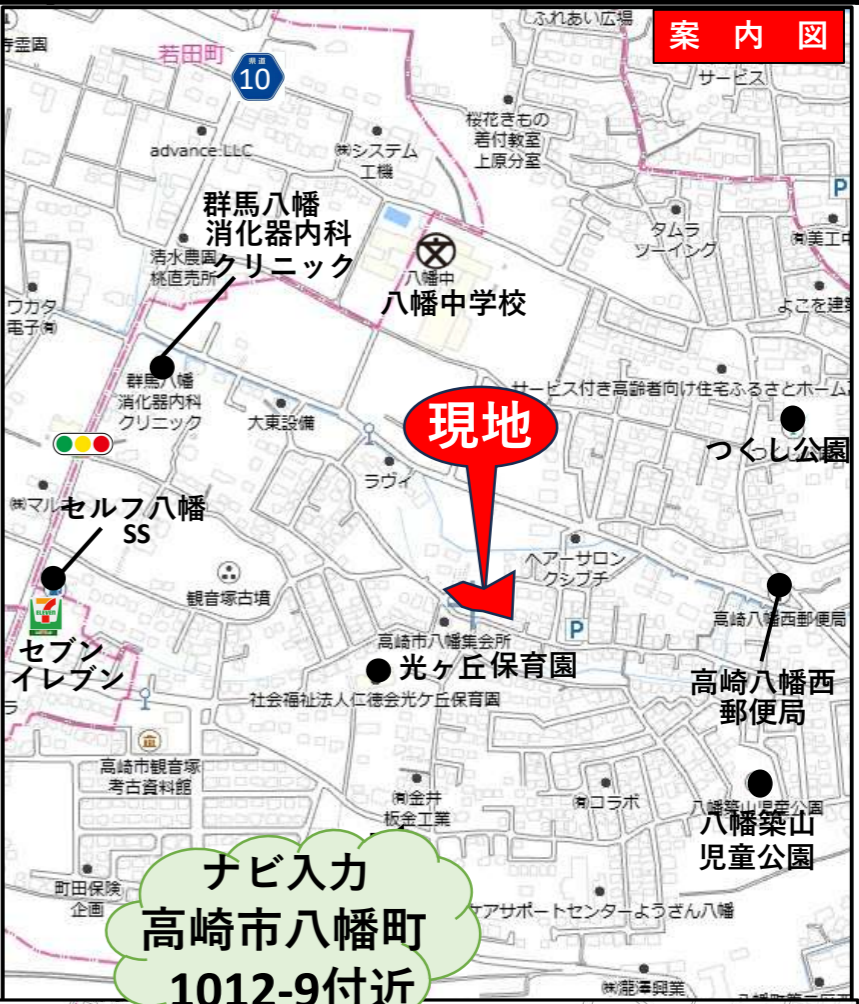 ふれあい広場
案内図
寺霊園
若田町
県道
10
サービス
advance.LLC
㈱システム
工機
桜花きもの
着付教室
上原分室
P
群馬八幡
消化器内科
クリニック
清水農園
桃直売所
タムラ
ソーイング
㈲美工
八幡中
八幡中学校
ワカタ
電子㈲
よこを建
群馬八幡
消化器内科
クリニック
大東設備
現地
サービス付き高齢者向け住宅ふるさとホーム
つくし公園
ラヴィ
㈱マル
セルフ八幡
SS
ヘアーサロン
クシブチ
観音塚古墳
7
ELEVEN
セブン
イレブン
高崎市八幡集会所
P
高崎八幡西郵便局
光ヶ丘保育園
社会福祉法人仁徳会光ケ丘保育園
高崎八幡西
郵便局
ラ
高崎市観音塚
考古資料館
㈲金井
板金工業
㈲コラボ
八幡築山児童公園
八幡築山
児童公園
町田保険
企画
ナビ入力
高崎市八幡町
1012-9付近
ケアサポートセンターようざん八幡
㈱瀧澤興業